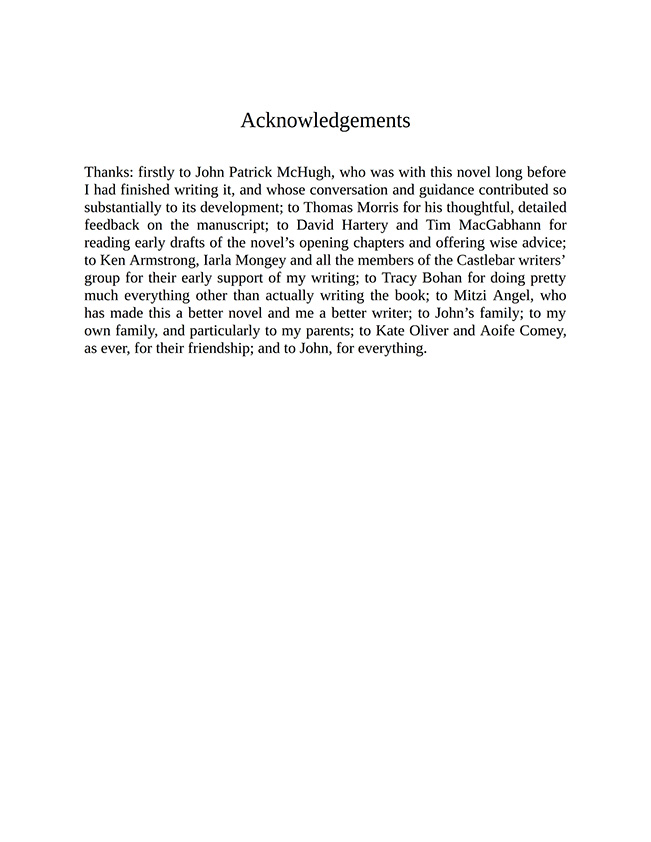 Acknowledgements
Thanks: firstly to John Patrick McHugh, who was with this novel long before
I had finished writing it, and whose conversation and guidance contributed so
substantially to its development; to Thomas Morris for his thoughtful, detailed
feedback on the manuscript; to David Hartery and Tim MacGabhann for
reading early drafts of the novel’s opening chapters and offering wise advice;
to Ken Armstrong, Iarla Mongey and all the members of the Castlebar writers’
group for their early support of my writing; to Tracy Bohan for doing pretty
much everything other than actually writing the book; to Mitzi Angel, who
has made this a better novel and me a better writer; to John’s family; to my
own family, and particularly to my parents; to Kate Oliver and Aoife Comey,
as ever, for their friendship; and to John, for everything.